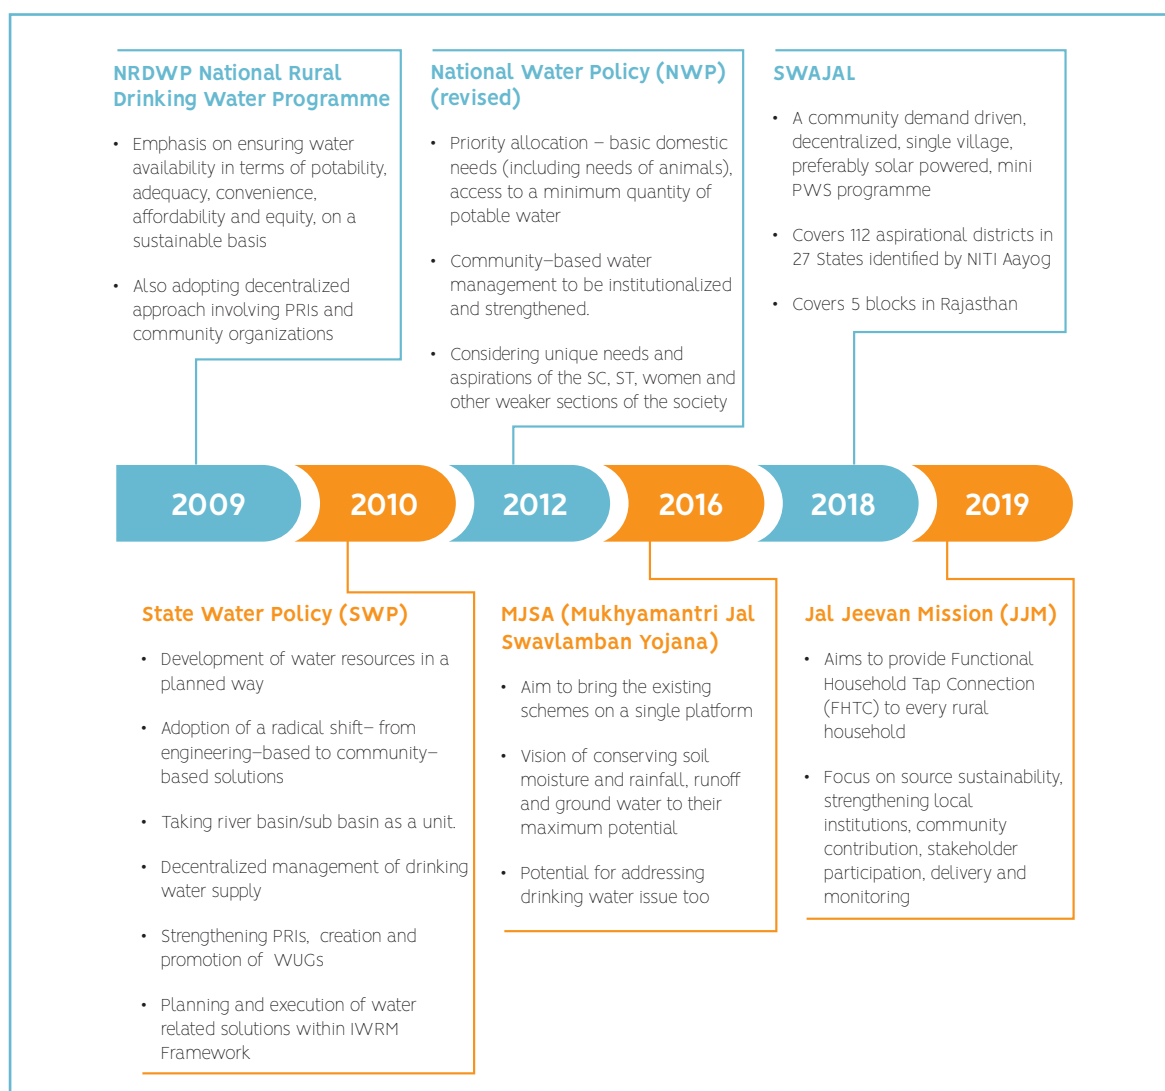 NRDWP National Rural
Drinking Water Programme
• Emphasis on ensuring water
availability in terms of potability,
adequacy, convenience,
affordability and equity, on a
sustainable basis
• Also adopting decentralized
approach involving PRIs and
community organizations
National Water Policy (NWP)
(revised)
• Priority allocation – basic domestic
needs (including needs of animals),
access to a minimum quantity of
potable water
• Community–based water
management to be institutionalized
and strengthened.
• Considering unique needs and
aspirations of the SC, ST, women and
other weaker sections of the society
SWAJAL
• A community demand driven,
decentralized, single village,
preferably solar powered, mini
PWS programme
• Covers 112 aspirational districts in
27 States identified by NITI Aayog
• Covers 5 blocks in Rajasthan
2009
2010
2012
2016
2018
2019
State Water Policy (SWP)
• Development of water resources in a
planned way
• Adoption of a radical shift– from
engineering–based to community–
based solutions
• Taking river basin/sub basin as a unit.
• Decentralized management of drinking
water supply
• Strengthening PRIs, creation and
promotion of WUGs
• Planning and execution of water
related solutions within IWRM
Framework
MJSA (Mukhyamantri Jal
Swavlamban Yojana)
• Aim to bring the existing
schemes on a single platform
• Vision of conserving soil
moisture and rainfall, runoff
and ground water to their
maximum potential
• Potential for addressing
drinking water issue too
Jal Jeevan Mission (JJM)
• Aims to provide Functional
Household Tap Connection
(FHTC) to every rural
household
• Focus on source sustainability,
strengthening local
institutions, community
contribution, stakeholder
participation, delivery and
monitoring